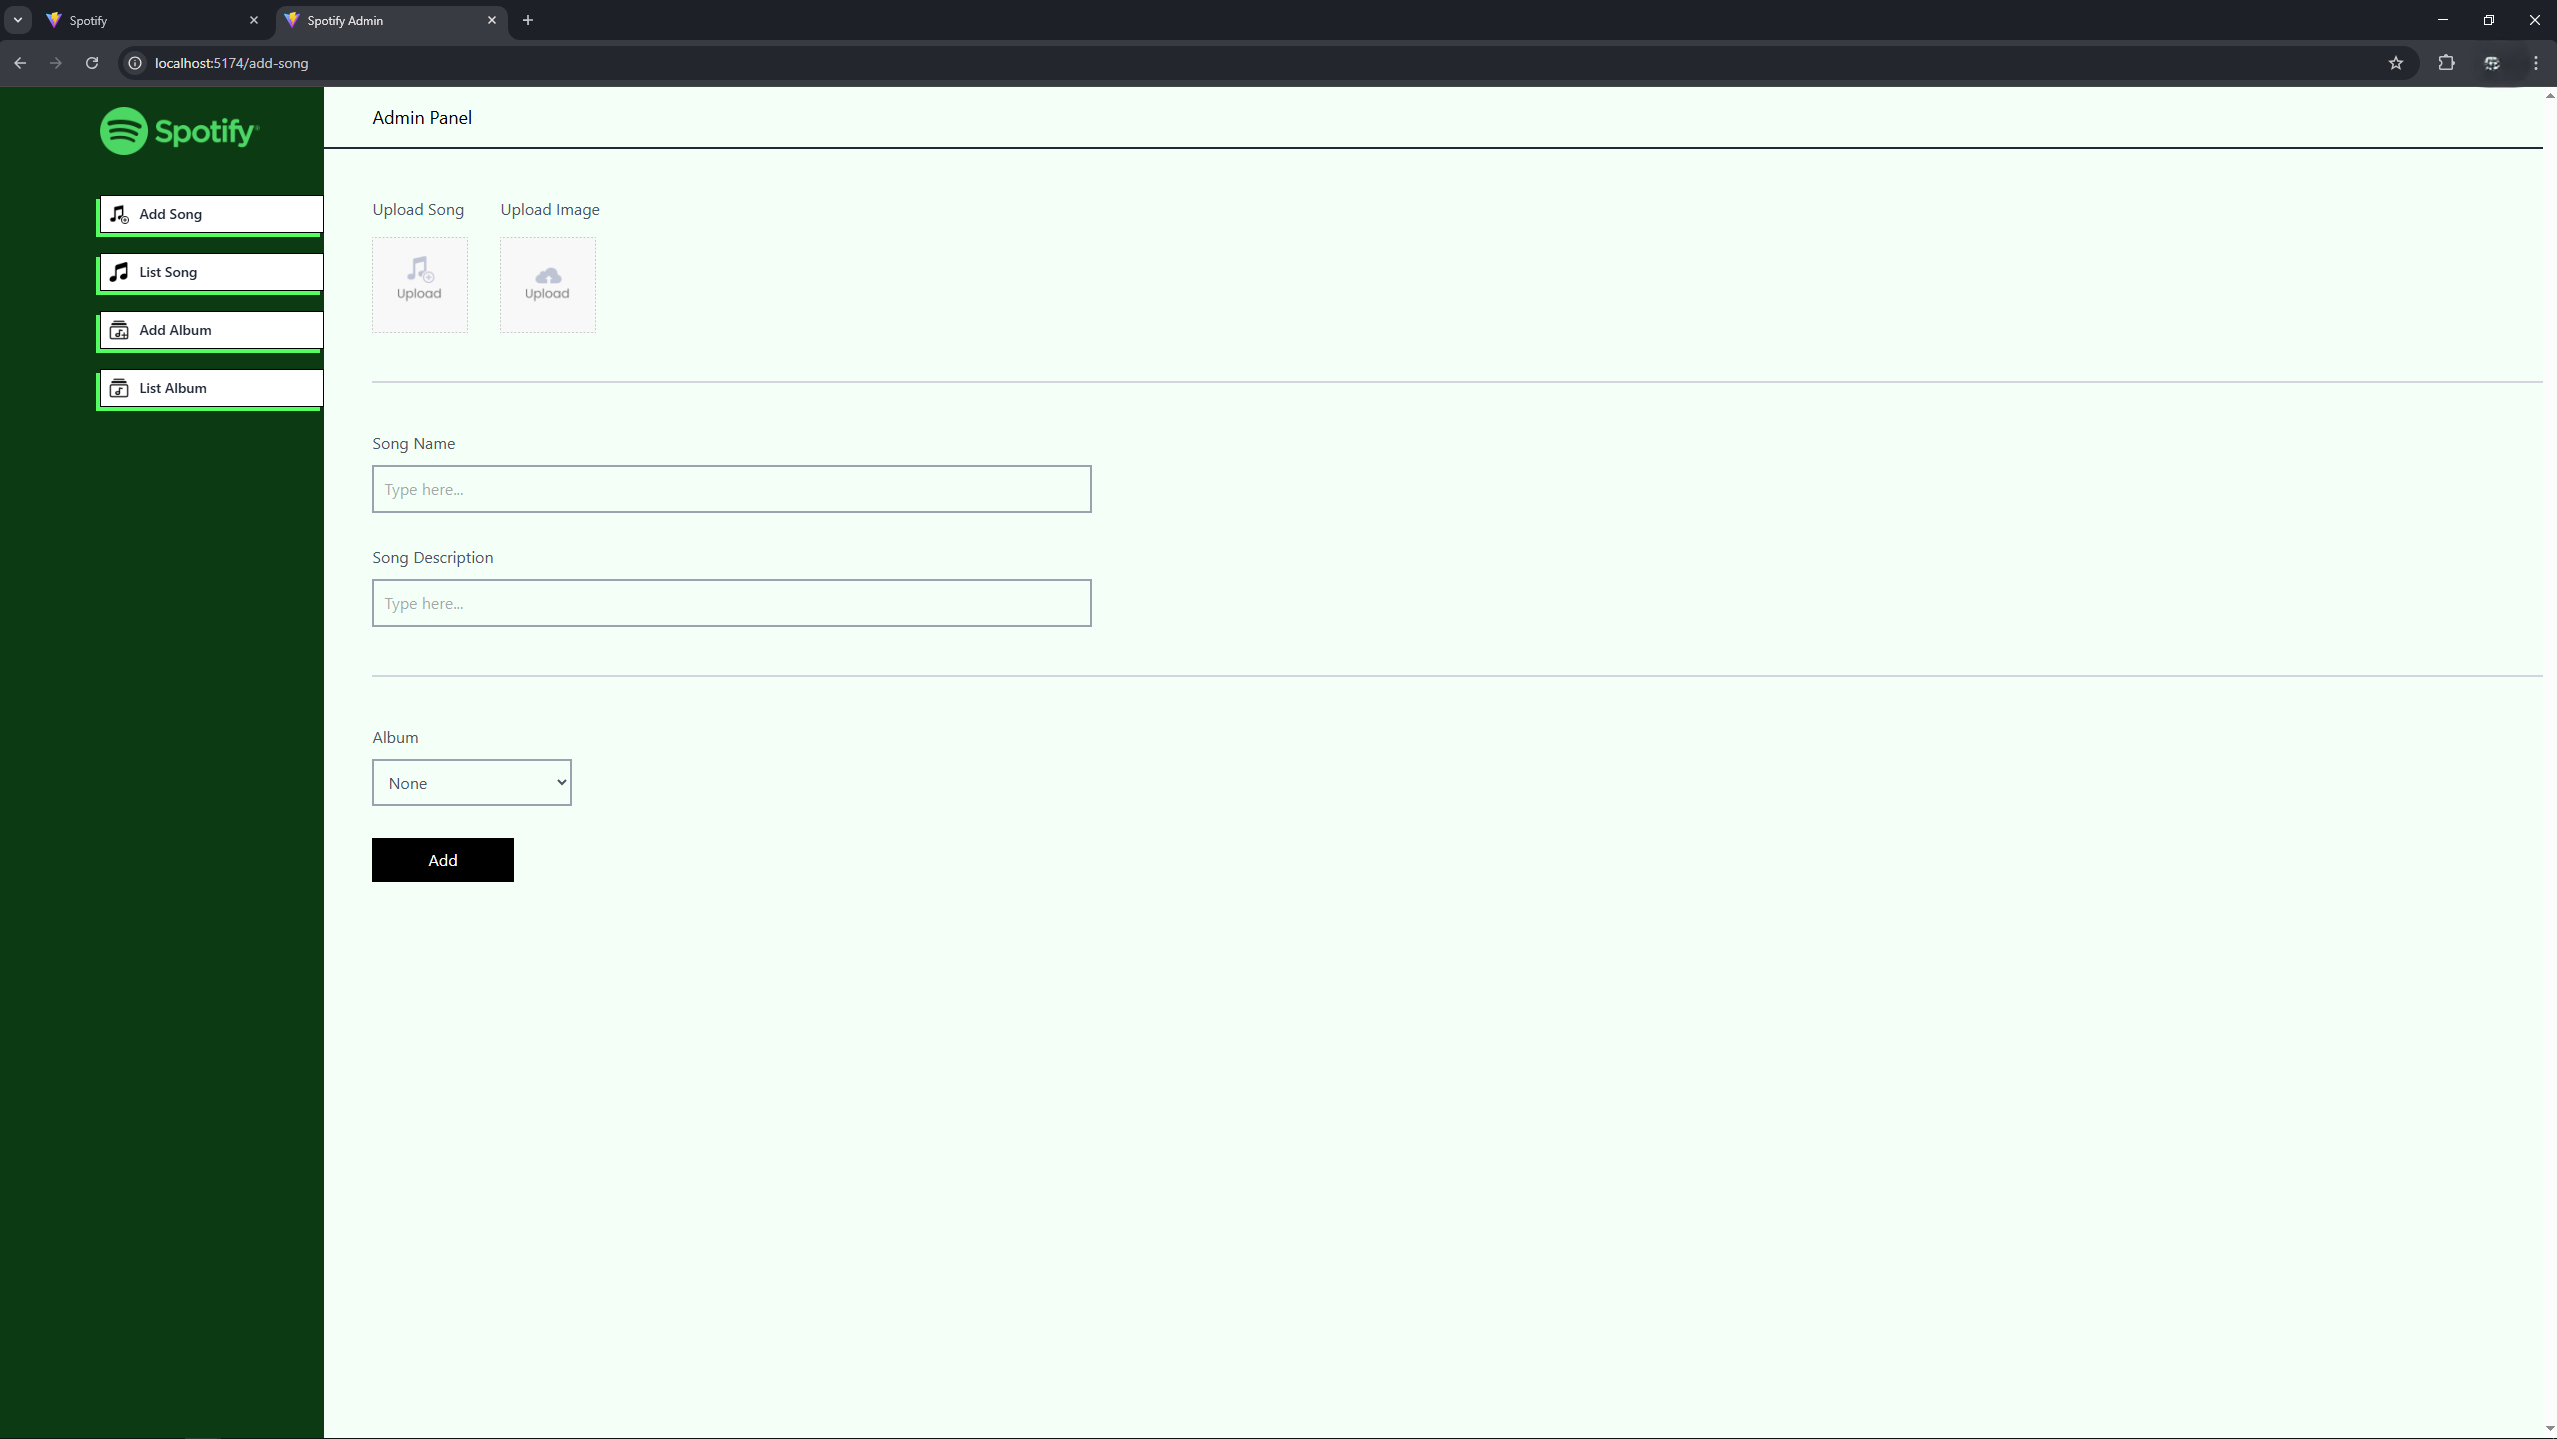 Spotify
Spotify Admin
localhost:5174/add-song
Spotify
Admin Panel
Add Song
List Song
Add Album
List Album
Upload Song
Upload Image
Upload
Upload
Song Name
Type here...
Song Description
Type here...
Album
None
Add